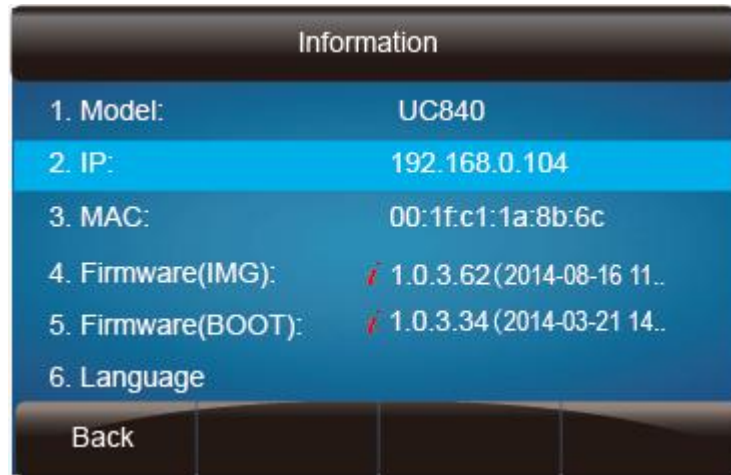 Information
1. Model: UC840
2. IP: 192.168.0.104
3. MAC: 00:1f:c1:1a:8b:6c
4. Firmware(IMG): i 1.0.3.62(2014-08-16 11..
5. Firmware(BOOT): i 1.0.3.34(2014-03-21 14..
6. Language
Back